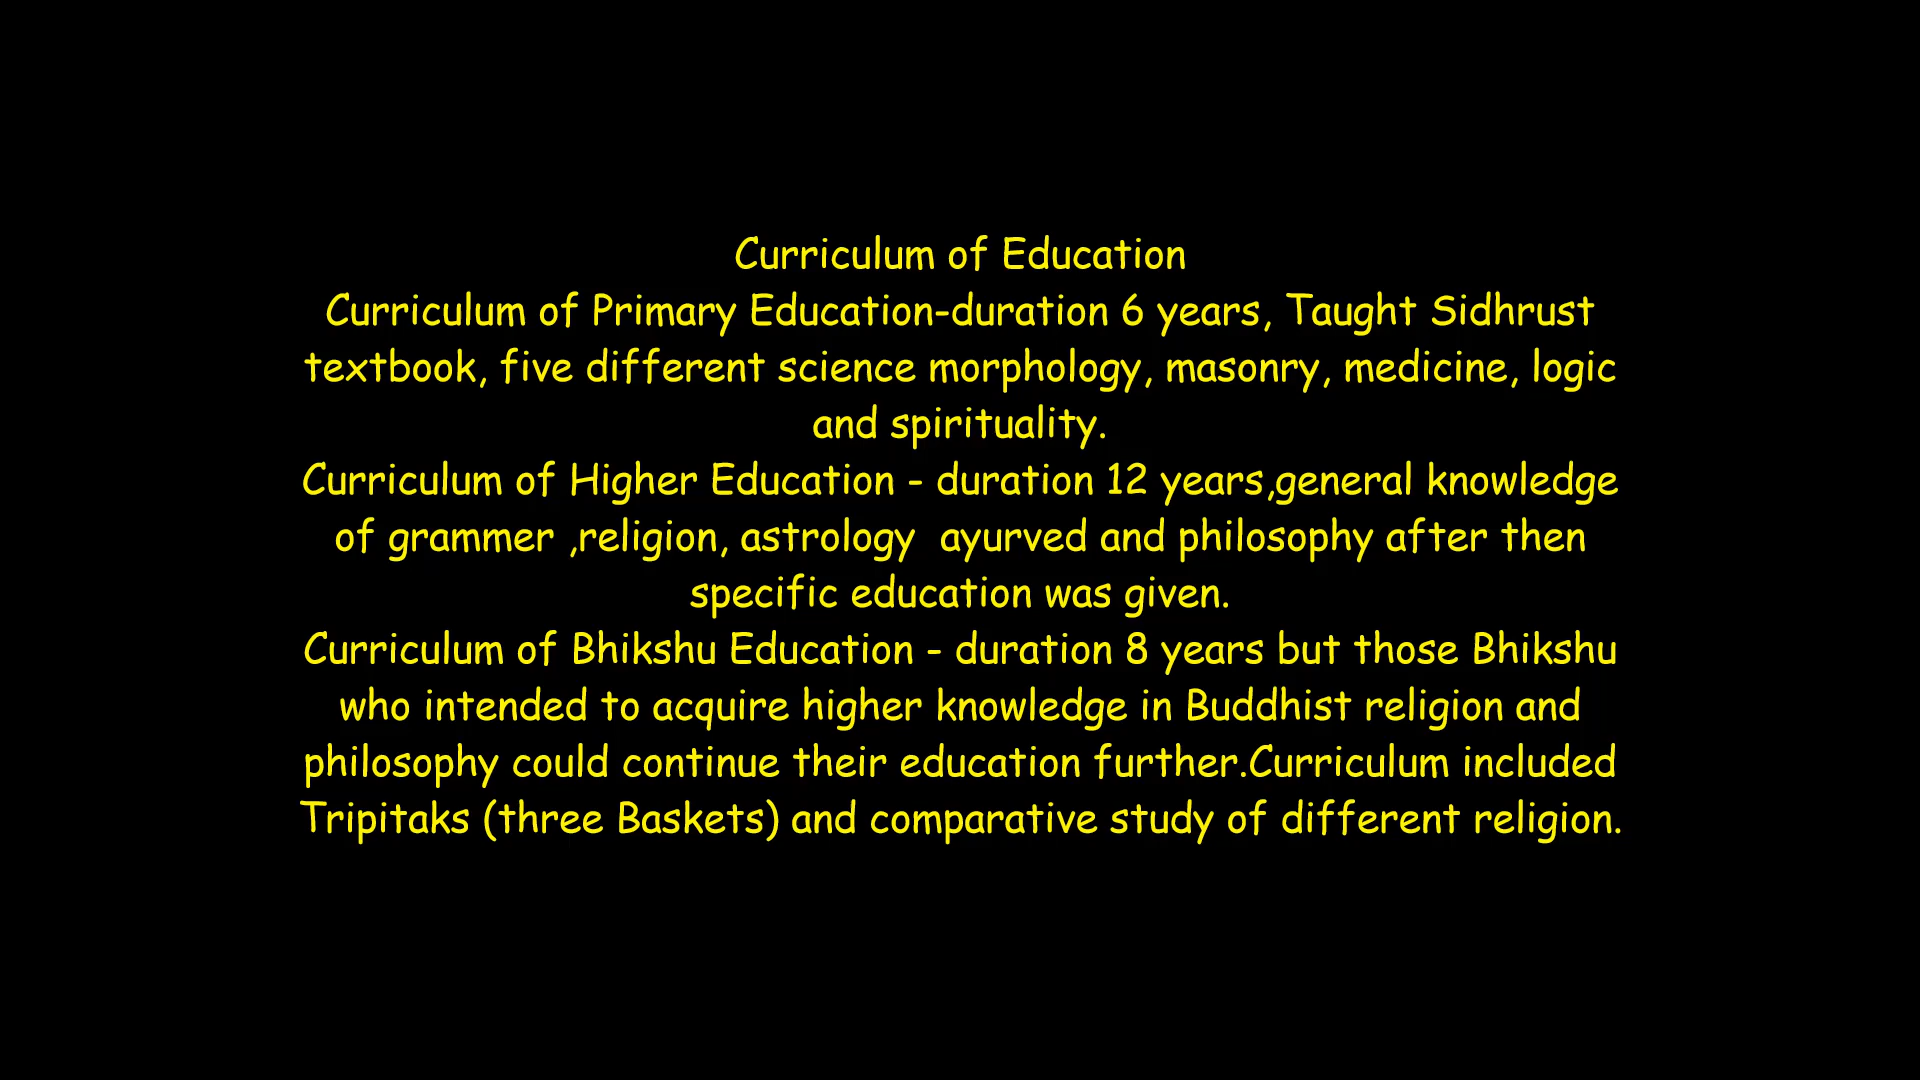 Curriculum of Education
Curriculum of Primary Education-duration 6 years, Taught Sidhrust
textbook, five different science morphology, masonry, medicine, logic
and spirituality.
Curriculum of Higher Education - duration 12 years,general knowledge
of grammer ,religion, astrology  ayurved and philosophy after then
specific education was given.
Curriculum of Bhikshu Education - duration 8 years but those Bhikshu
who intended to acquire higher knowledge in Buddhist religion and
philosophy could continue their education further.Curriculum included
Tripitaks (three Baskets) and comparative study of different religion.